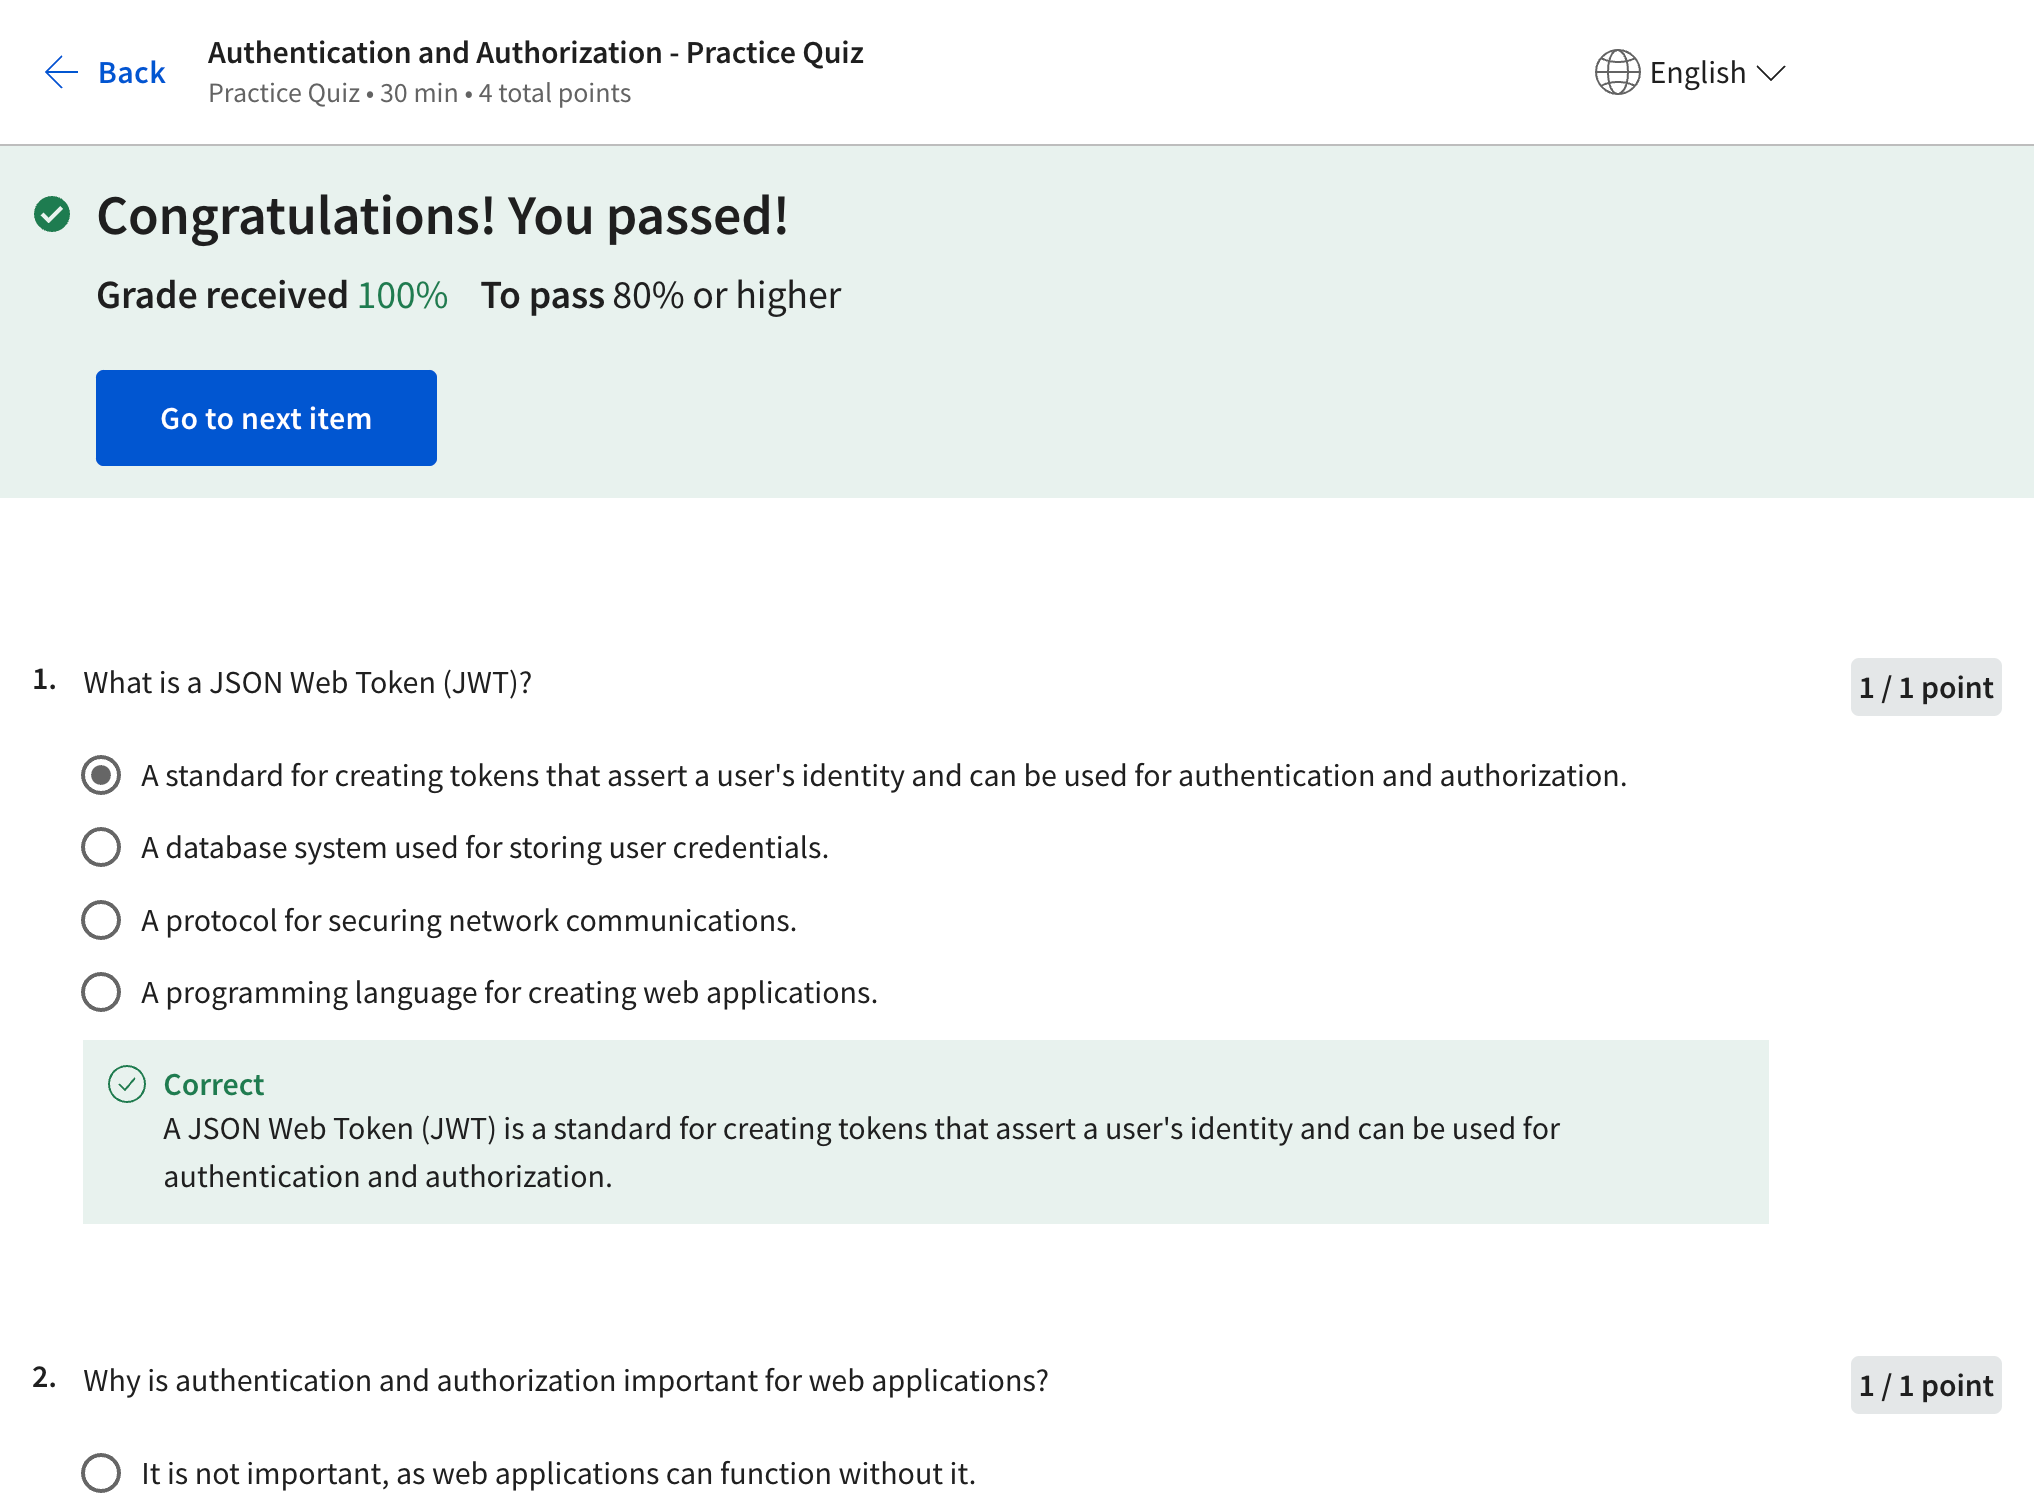 Back
Authentication and Authorization - Practice Quiz
Practice Quiz • 30 min • 4 total points
English
Congratulations! You passed!
Grade received 100% To pass 80% or higher
Go to next item
1. What is a JSON Web Token (JWT)?
1 / 1 point
A standard for creating tokens that assert a user's identity and can be used for authentication and authorization.
A database system used for storing user credentials.
A protocol for securing network communications.
A programming language for creating web applications.
Correct
A JSON Web Token (JWT) is a standard for creating tokens that assert a user's identity and can be used for
authentication and authorization.
2. Why is authentication and authorization important for web applications?
1 / 1 point
It is not important, as web applications can function without it.